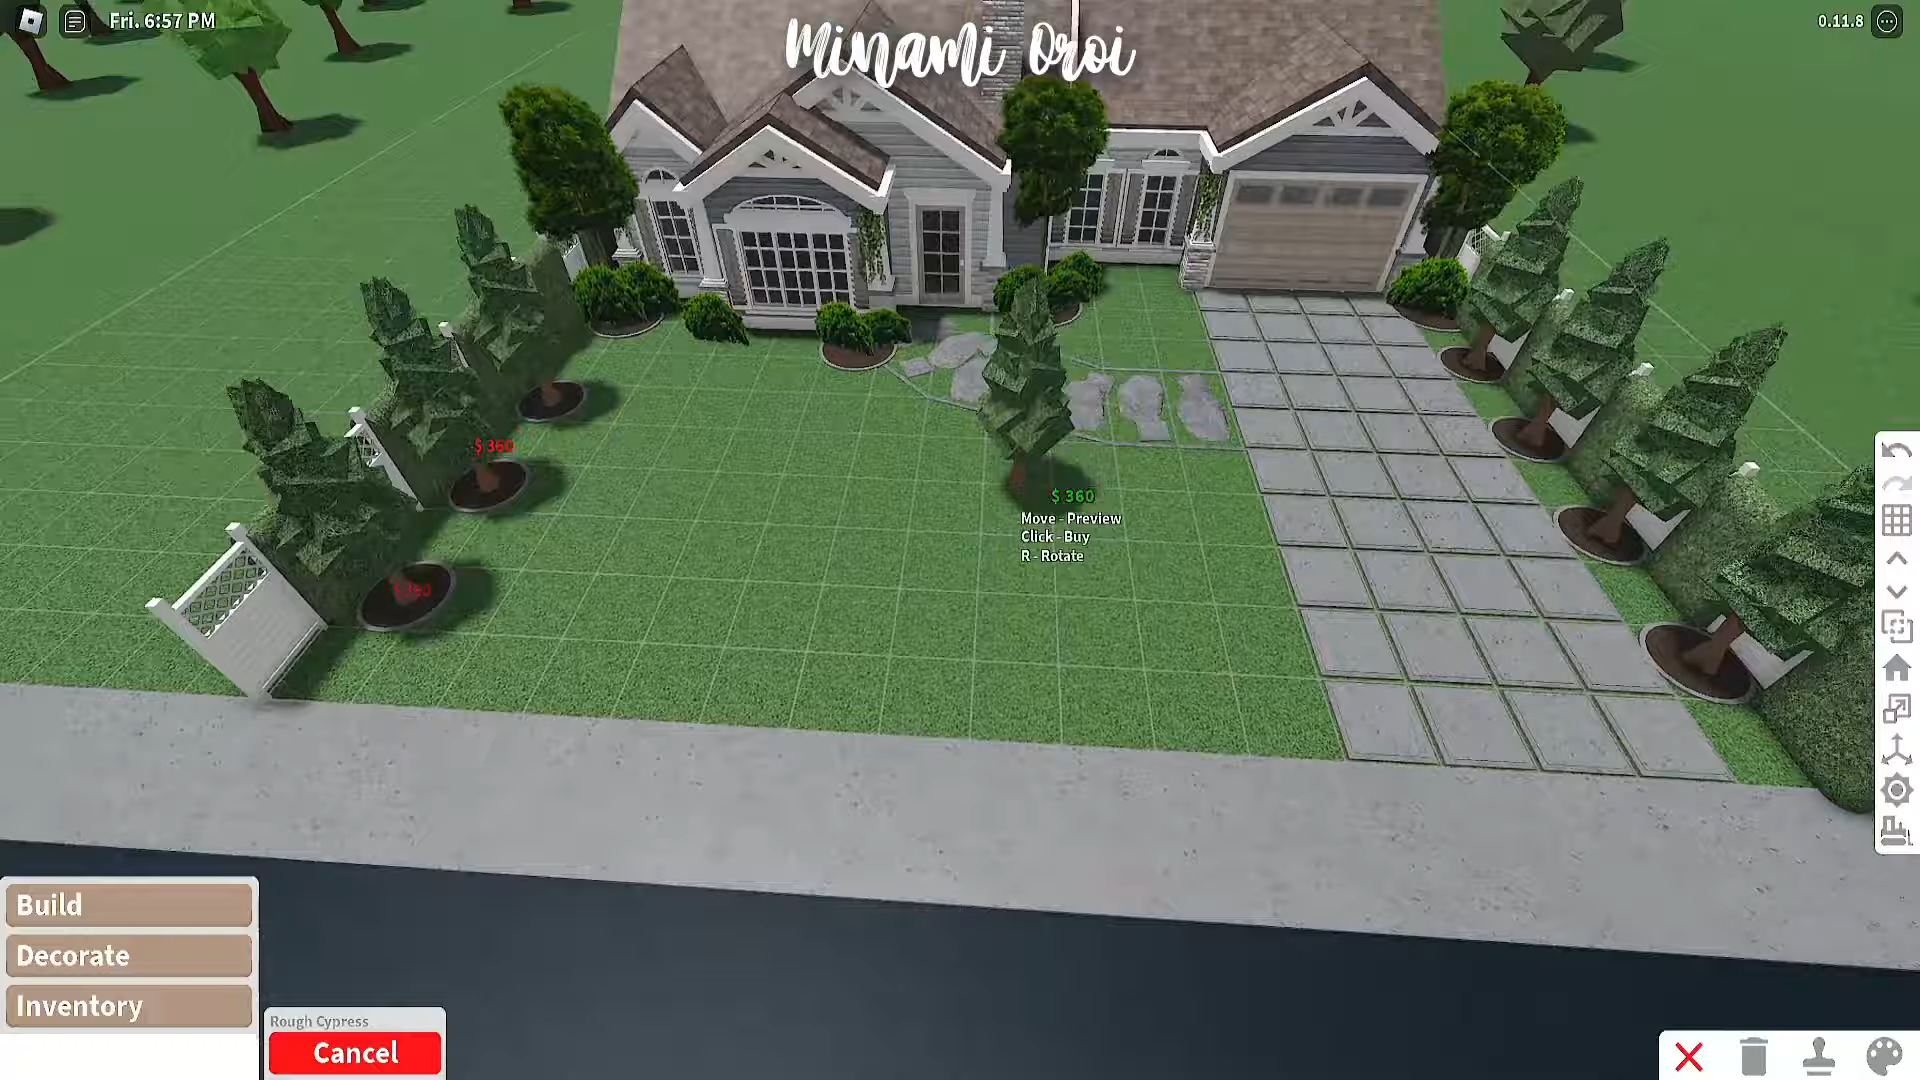 Fri. 6:57 PM
Minami Oroi
0.11.8
$ 360
$ 360
$ 360
Move - Preview
Click - Buy
R - Rotate
Build
Decorate
Inventory
Rough Cypress
Cancel